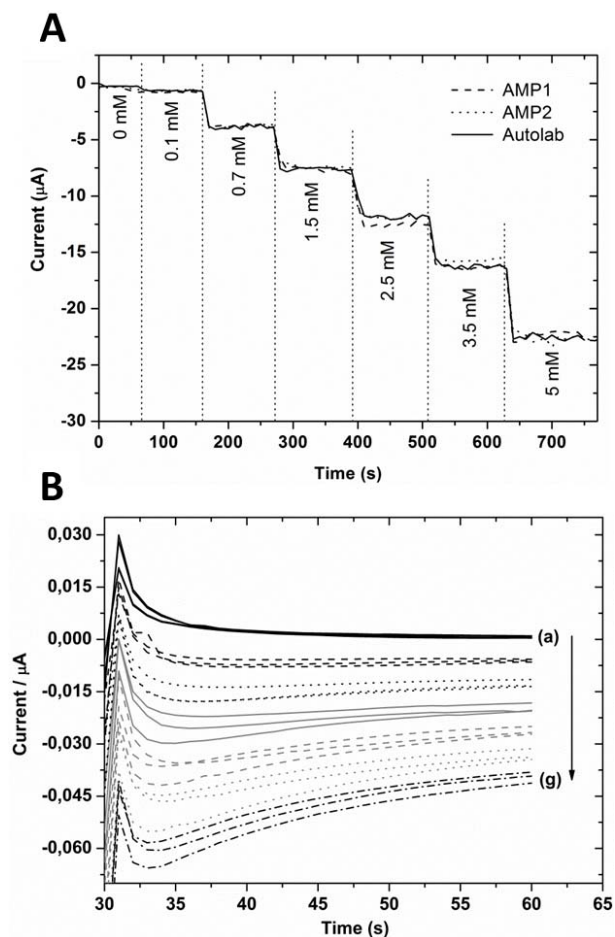 A
0
-5
-10
-15
-20
-25
-30
Current (µA)
0 mM
0.1 mM
0.7 mM
1.5 mM
2.5 mM
3.5 mM
5 mM
AMP1
AMP2
Autolab
0 100 200 300 400 500 600 700
Time (s)
B
0,030
0,015
0,000
-0,015
-0,030
-0,045
-0,060
Current / µA
(a)
(g)
30 35 40 45 50 55 60 65
Time (s)